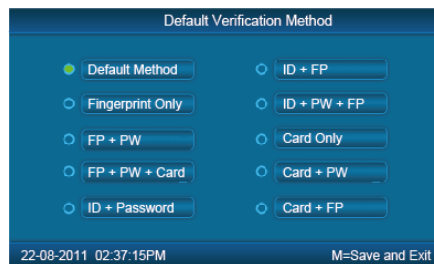 Default Verification Method
Default Method
ID + FP
Fingerprint Only
ID + PW + FP
FP + PW
Card Only
FP + PW + Card
Card + PW
ID + Password
Card + FP
22-08-2011 02:37:15PM
M=Save and Exit